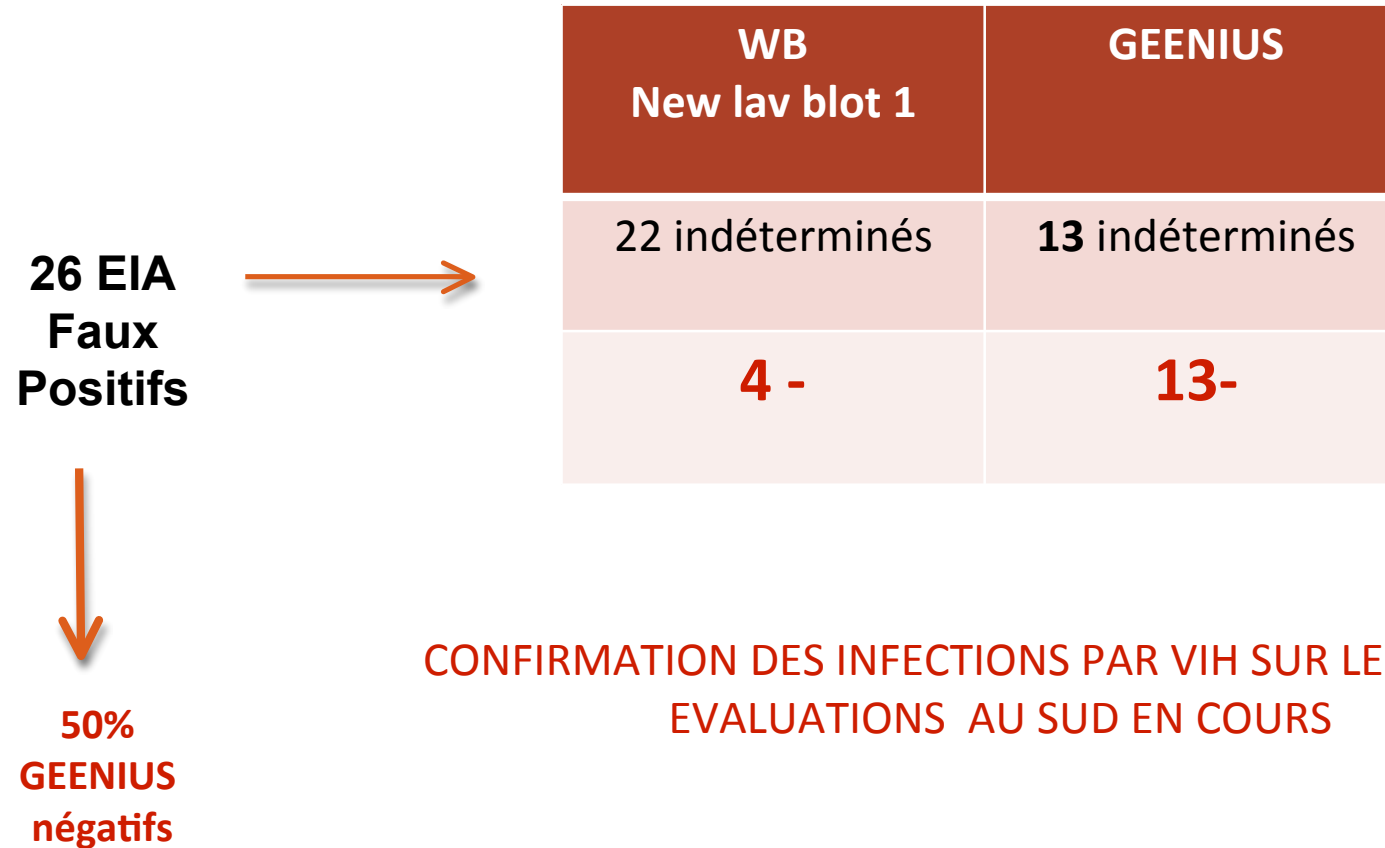 WB
New lav blot 1
GEENIUS
26 EIA
Faux
Positifs
22 indéterminés
13 indéterminés
4 -
13-
50%
GEENIUS
négatifs
CONFIRMATION DES INFECTIONS PAR VIH SUR LE
EVALUATIONS AU SUD EN COURS